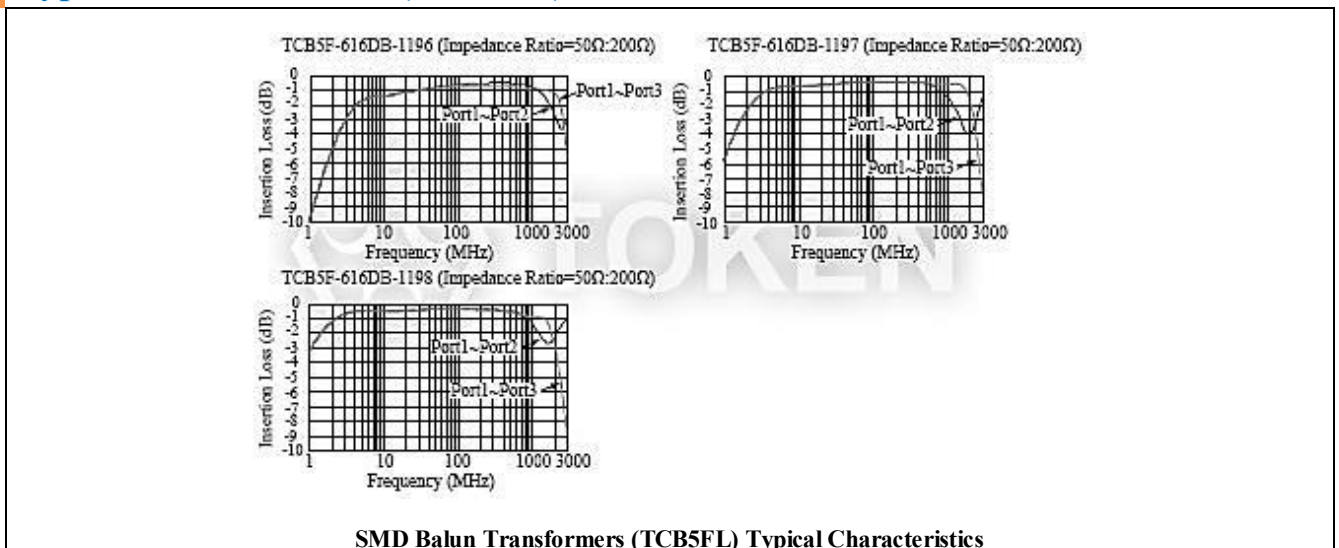 TCB5F-616DB-1196 (Impedance Ratio=50Ω:200Ω)
Insertion Loss (dB)
0
-1
-2
-3
-4
-5
-6
-7
-8
-9
-10
Port1~Port3
Port1~Port2
1 10 100 1000 3000
Frequency (MHz)
TCB5F-616DB-1197 (Impedance Ratio=50Ω:200Ω)
Insertion Loss (dB)
0
-1
-2
-3
-4
-5
-6
-7
-8
-9
-10
Port1~Port2
Port1~Port3
1 10 100 1000 3000
Frequency (MHz)
TOKEN
TCB5F-616DB-1198 (Impedance Ratio=50Ω:200Ω)
Insertion Loss (dB)
0
-1
-2
-3
-4
-5
-6
-7
-8
-9
-10
Port1~Port2
Port1~Port3
1 10 100 1000 3000
Frequency (MHz)
SMD Balun Transformers (TCB5FL) Typical Characteristics